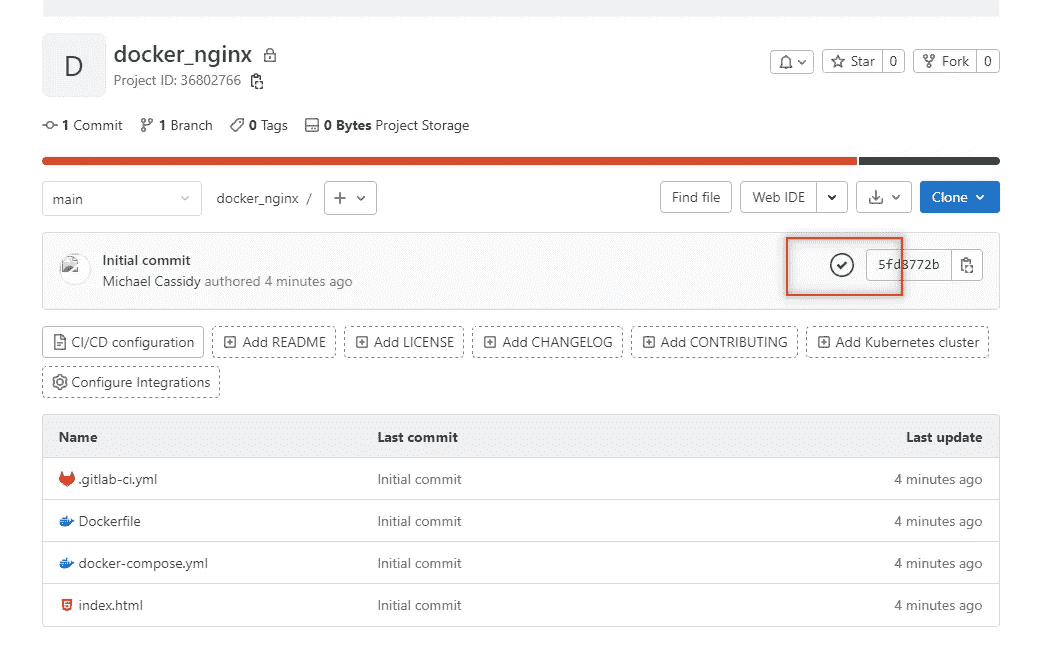 D
docker_nginx
Project ID: 36802766
Star 0
Fork 0
1 Commit 1 Branch 0 Tags 0 Bytes Project Storage
main docker_nginx / + Find file Web IDE Clone
Initial commit
Michael Cassidy authored 4 minutes ago
5fd8772b
CI/CD configuration Add README Add LICENSE Add CHANGELOG Add CONTRIBUTING Add Kubernetes cluster
Configure Integrations
Name Last commit Last update
.gitlab-ci.yml Initial commit 4 minutes ago
Dockerfile Initial commit 4 minutes ago
docker-compose.yml Initial commit 4 minutes ago
index.html Initial commit 4 minutes ago